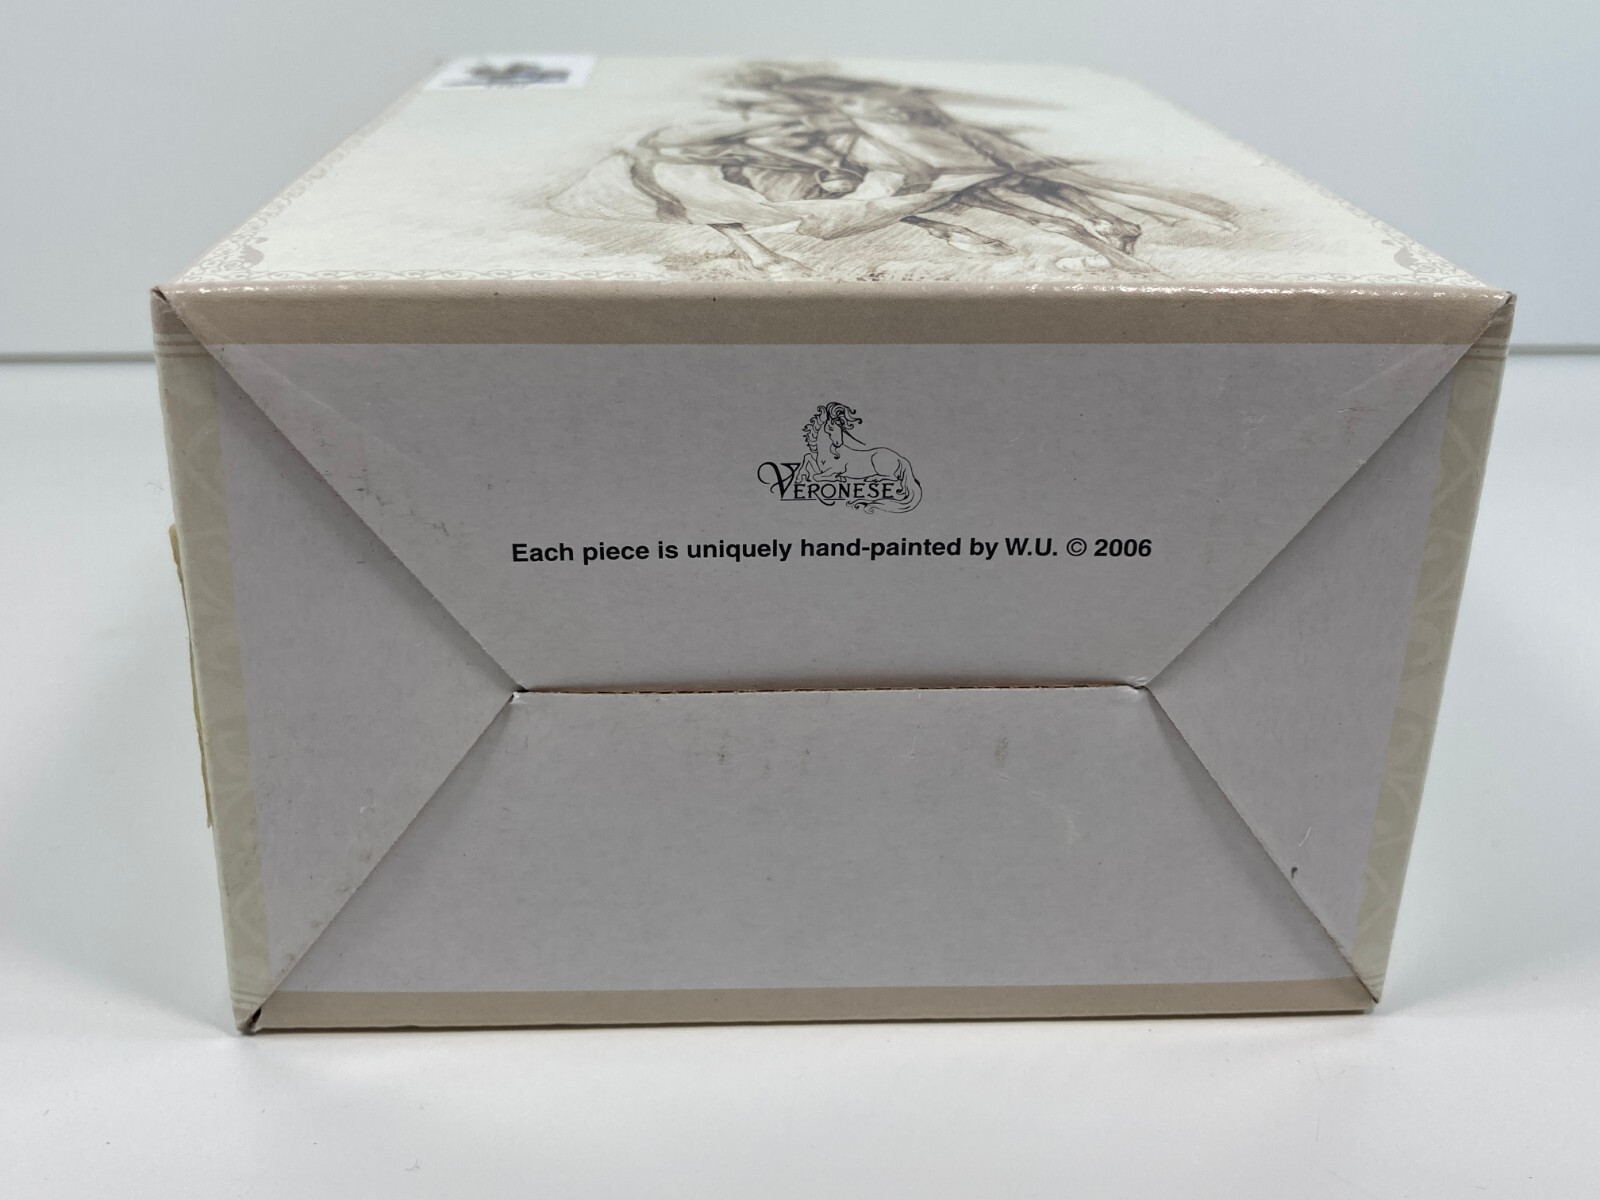 VERONESE
Each piece is uniquely hand-painted by W.U. © 2006